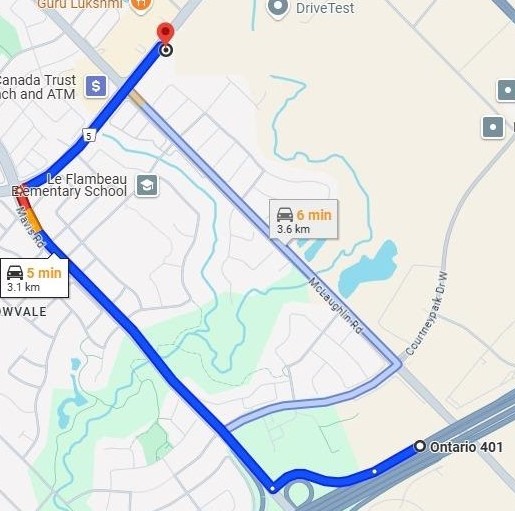 Guru Lukshmi
DriveTest
Canada Trust
nch and ATM
$
5
Le Flambeau
Elementary School
6 min
3.6 km
Mavis Rd
5 min
3.1 km
OWVALE
McLaughlin Rd
Courtneypark Dr W
Ontario 401